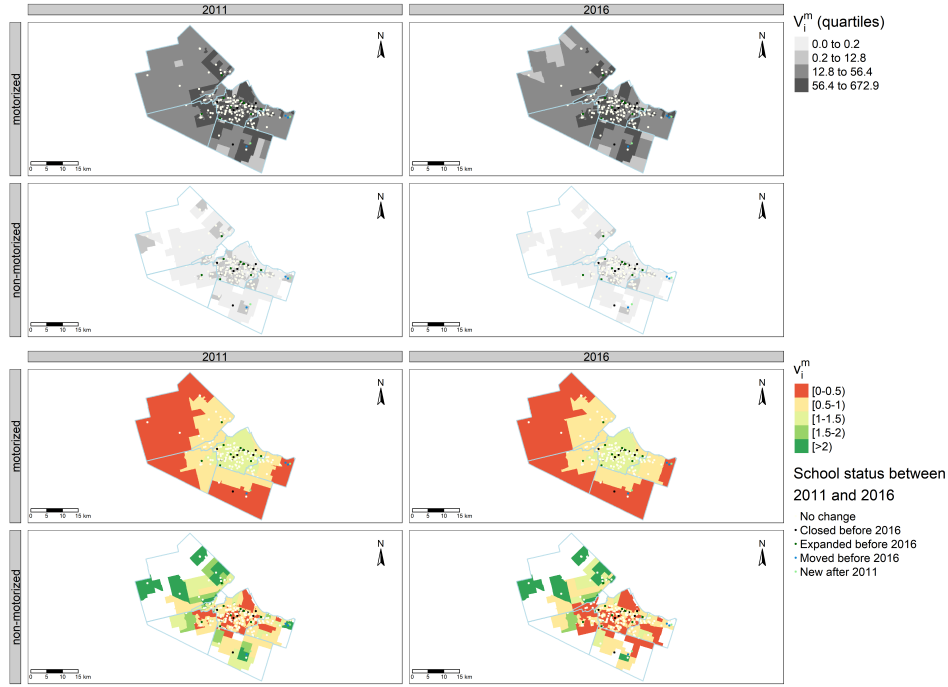 2011
2016
V_i^m (quartiles)
0.0 to 0.2
0.2 to 12.8
12.8 to 56.4
56.4 to 672.9
motorized
N
0 5 10 15 km
N
0 5 10 15 km
non-motorized
N
0 5 10 15 km
N
0 5 10 15 km
2011
2016
v_i^m
[0-0.5)
[0.5-1)
[1-1.5)
[1.5-2)
[>2)
motorized
N
0 5 10 15 km
N
0 5 10 15 km
School status between
2011 and 2016
No change
Closed before 2016
Expanded before 2016
Moved before 2016
New after 2011
non-motorized
N
0 5 10 15 km
N
0 5 10 15 km